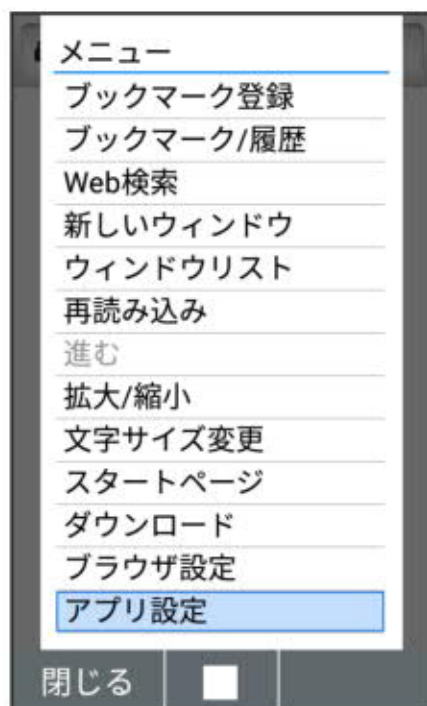 メニュー
ブックマーク登録
ブックマーク/履歴
Web検索
新しいウィンドウ
ウィンドウリスト
再読み込み
進む
拡大/縮小
文字サイズ変更
スタートページ
ダウンロード
ブラウザ設定
アプリ設定
閉じる